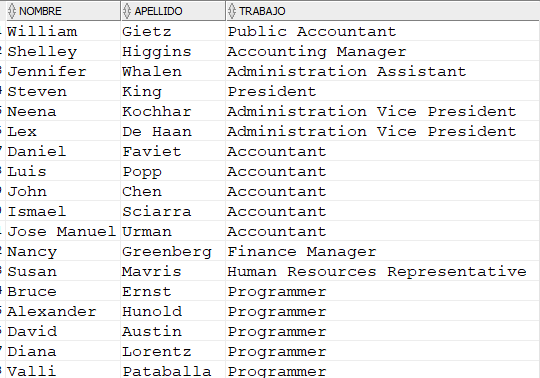 NOMBRE APELLIDO TRABAJO
William Gietz Public Accountant
Shelley Higgins Accounting Manager
Jennifer Whalen Administration Assistant
Steven King President
Neena Kochhar Administration Vice President
Lex De Haan Administration Vice President
Daniel Faviet Accountant
Luis Popp Accountant
John Chen Accountant
Ismael Sciarra Accountant
Jose Manuel Urman Accountant
Nancy Greenberg Finance Manager
Susan Mavris Human Resources Representative
Bruce Ernst Programmer
Alexander Hunold Programmer
David Austin Programmer
Diana Lorentz Programmer
Valli Pataballa Programmer